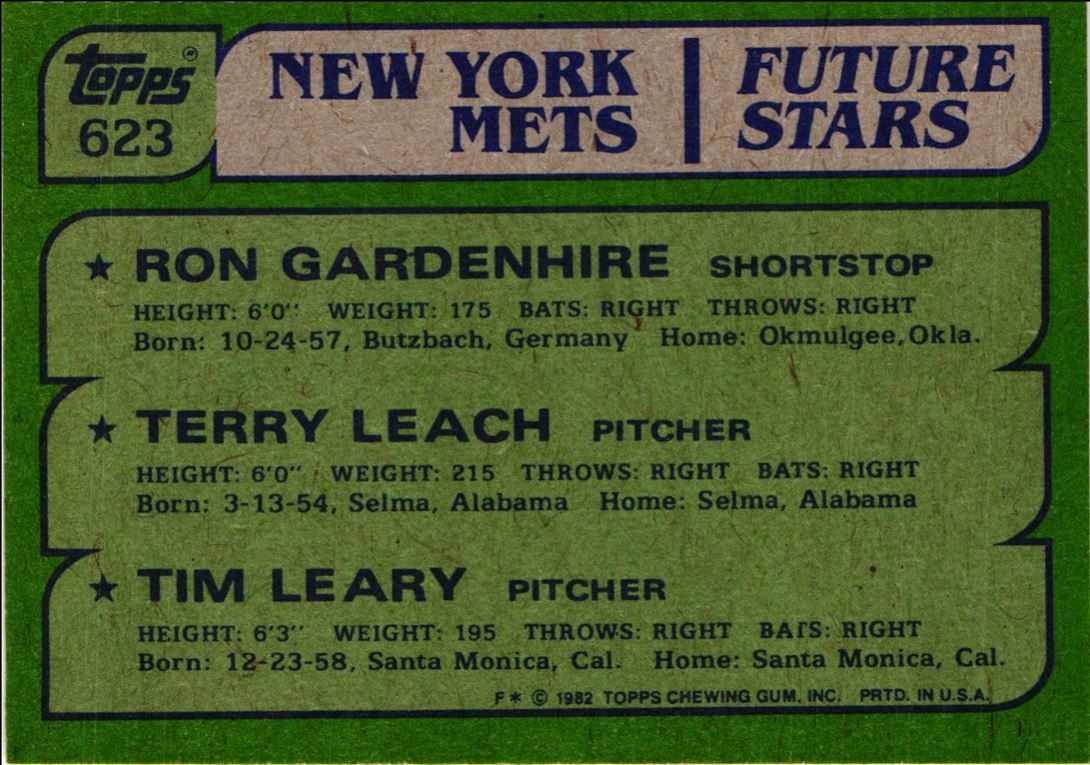 TOPPS®
623
NEW YORK
METS
FUTURE
STARS
★ RON GARDENHIRE SHORTSTOP
HEIGHT: 6'0" WEIGHT: 175 BATS: RIGHT THROWS: RIGHT
Born: 10-24-57, Butzbach, Germany Home: Okmulgee, Okla.
★ TERRY LEACH PITCHER
HEIGHT: 6'0" WEIGHT: 215 THROWS: RIGHT BATS: RIGHT
Born: 3-13-54, Selma, Alabama Home: Selma, Alabama
★ TIM LEARY PITCHER
HEIGHT: 6'3" WEIGHT: 195 THROWS: RIGHT BATS: RIGHT
Born: 12-23-58, Santa Monica, Cal. Home: Santa Monica, Cal.
F* © 1982 TOPPS CHEWING GUM, INC. PRTD. IN U.S.A.